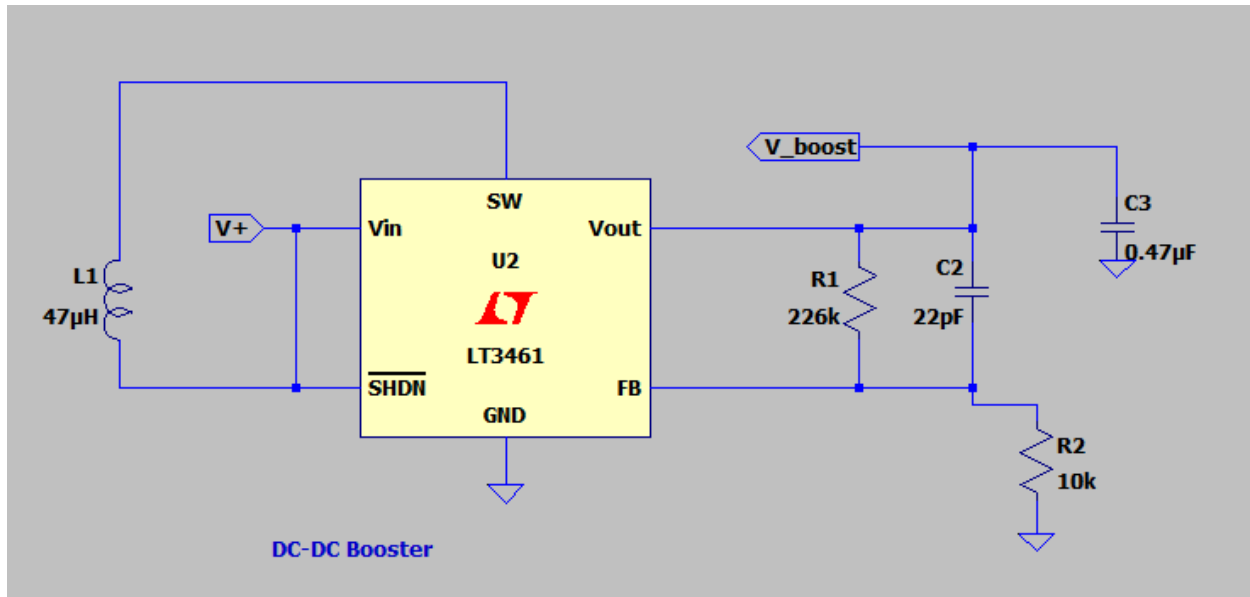 V_boost
SW
C3
V+
Vin
Vout
0.47µF
U2
C2
L1
R1
47µH
226k
22pF
LT3461
SHDN
FB
GND
R2
10k
DC-DC Booster